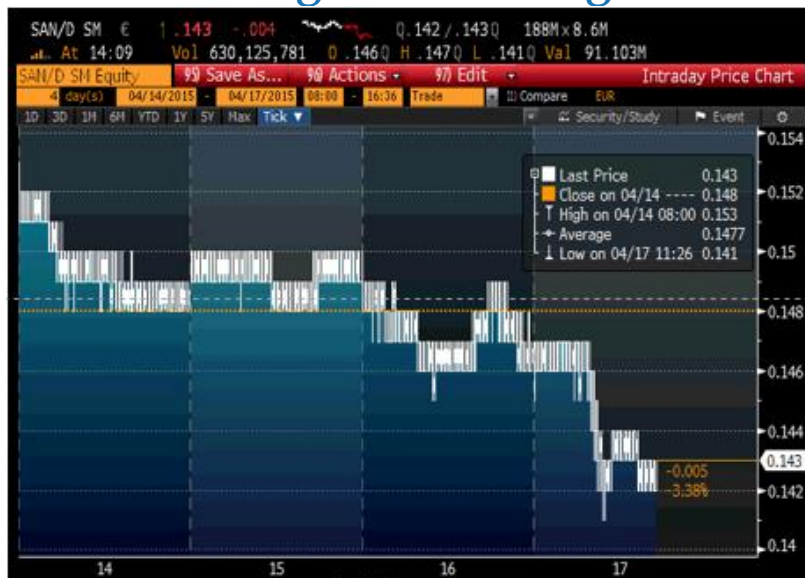 SAN/D SM € ↑.143 -.004 Q.142/.143Q 188M×8.6M
At 14:09 Vol 630,125,781 O .146Q H .147Q L .141Q Val 91.103M
SAN/D SM Equity 95) Save As... 96) Actions 97) Edit Intraday Price Chart
4 day(s) 04/14/2015 - 04/17/2015 08:00 - 16:36 Trade Compare EUR
1D 3D 1M 6M YTD 1Y 5Y Max Tick ▼ Security/Study Event
0.154
Last Price 0.143
Close on 04/14 ---- 0.148
High on 04/14 08:00 0.153
Average 0.1477
Low on 04/17 11:26 0.141
0.152
0.15
0.148
0.146
0.144
0.143
-0.005
-3.38%
0.142
0.14
14 15 16 17